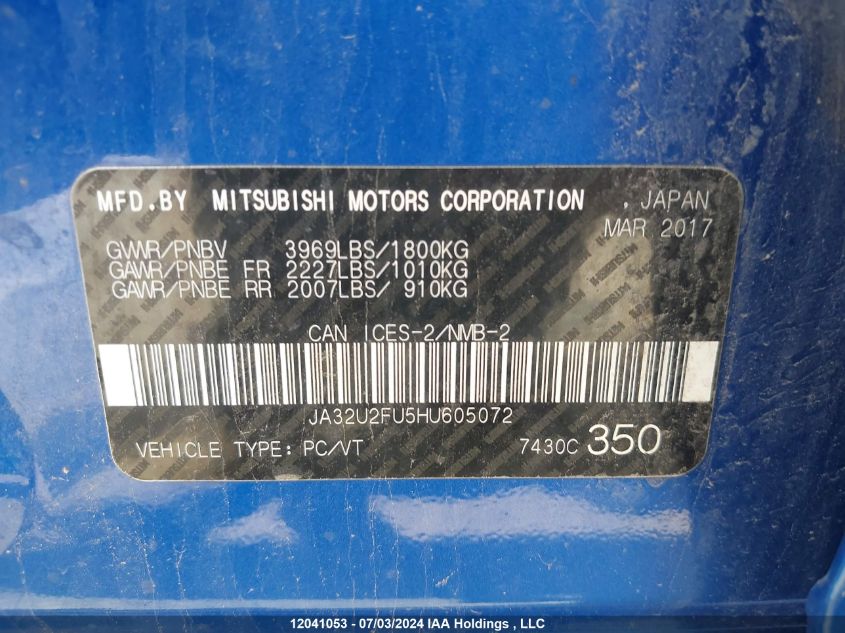 MFD.BY MITSUBISHI MOTORS CORPORATION , JAPAN
MAR 2017
GVWR/PNBV 3969LBS/1800KG
GAWR/PNBE FR 2227LBS/1010KG
GAWR/PNBE RR 2007LBS/ 910KG
CAN ICES-2/NMB-2
JA32U2FU5HU605072
VEHICLE TYPE: PC/VT 7430C 350
12041053 - 07/03/2024 IAA Holdings , LLC